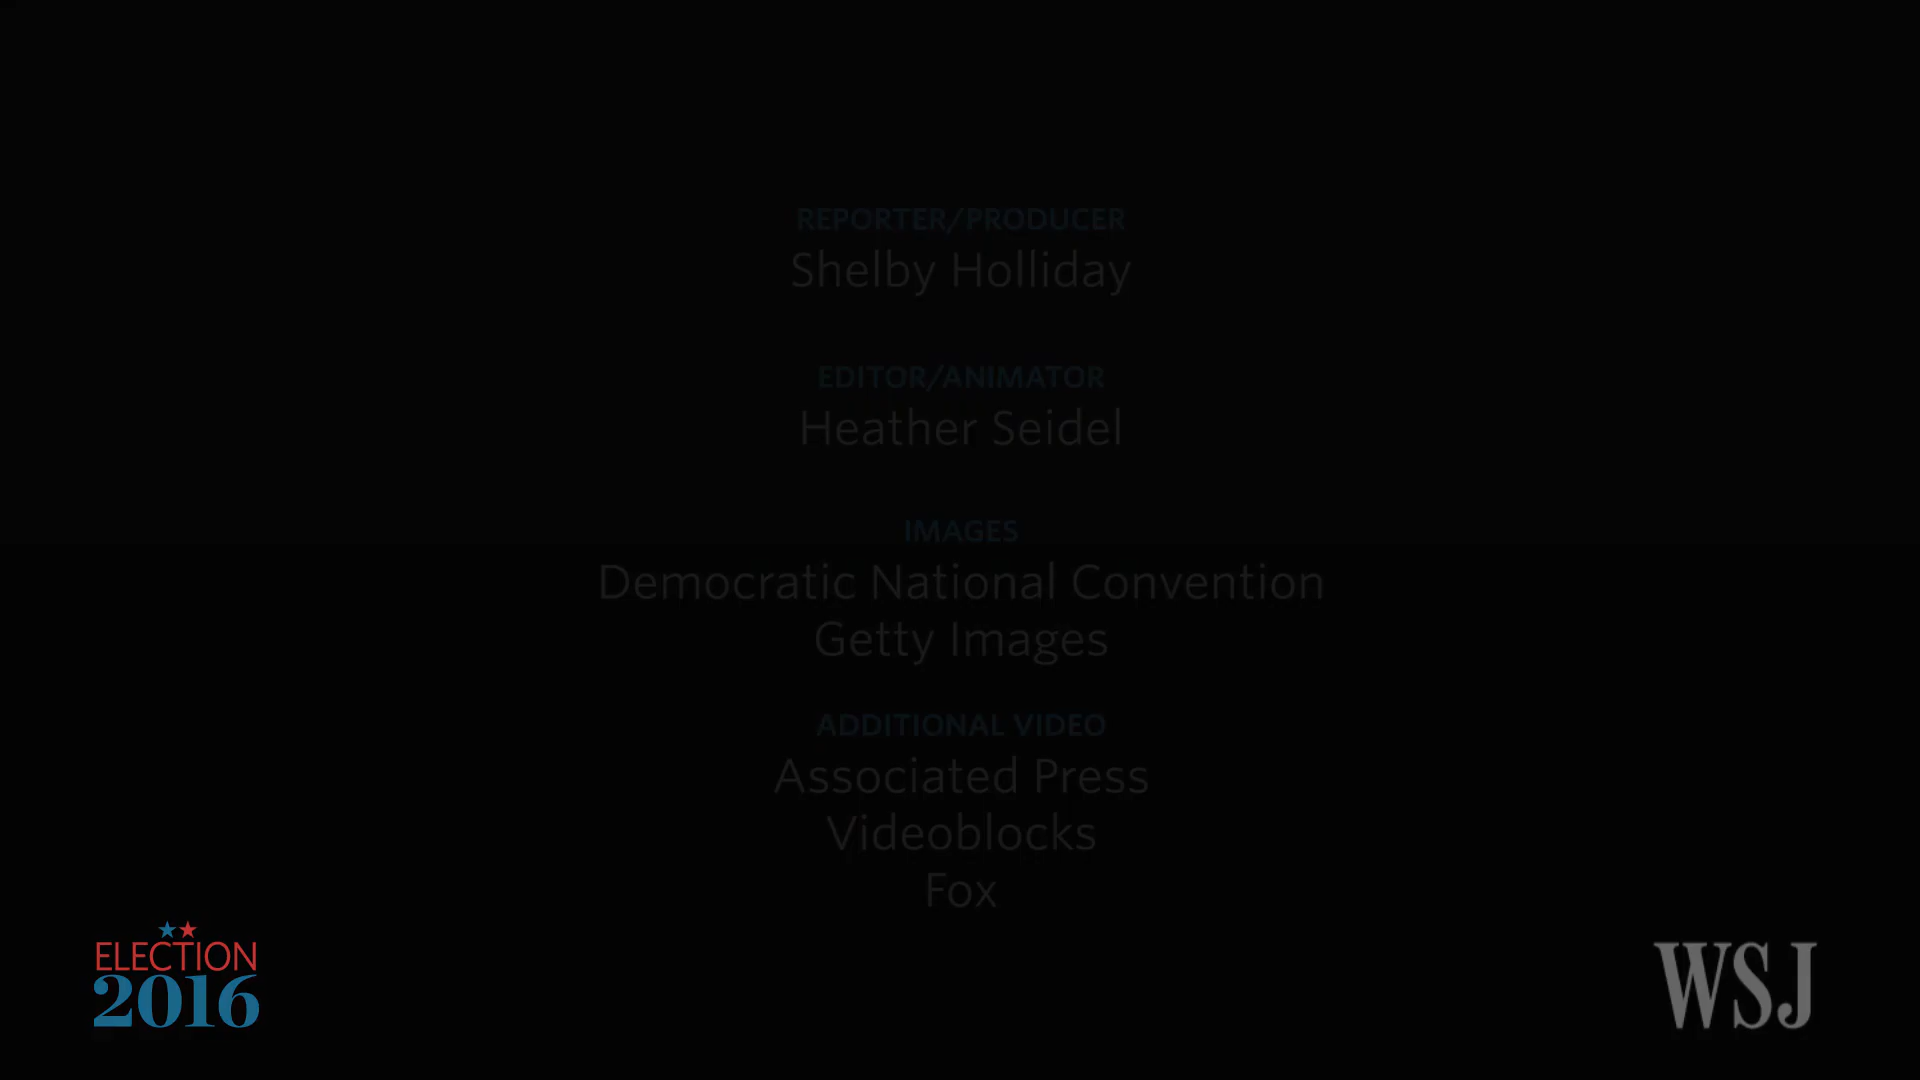 REPORTER/PRODUCER
Shelby Holliday
EDITOR/ANIMATOR
Heather Seidel
IMAGES
Democratic National Convention
Getty Images
ADDITIONAL VIDEO
Associated Press
Videoblocks
Fox
ELECTION
2016
WSJ